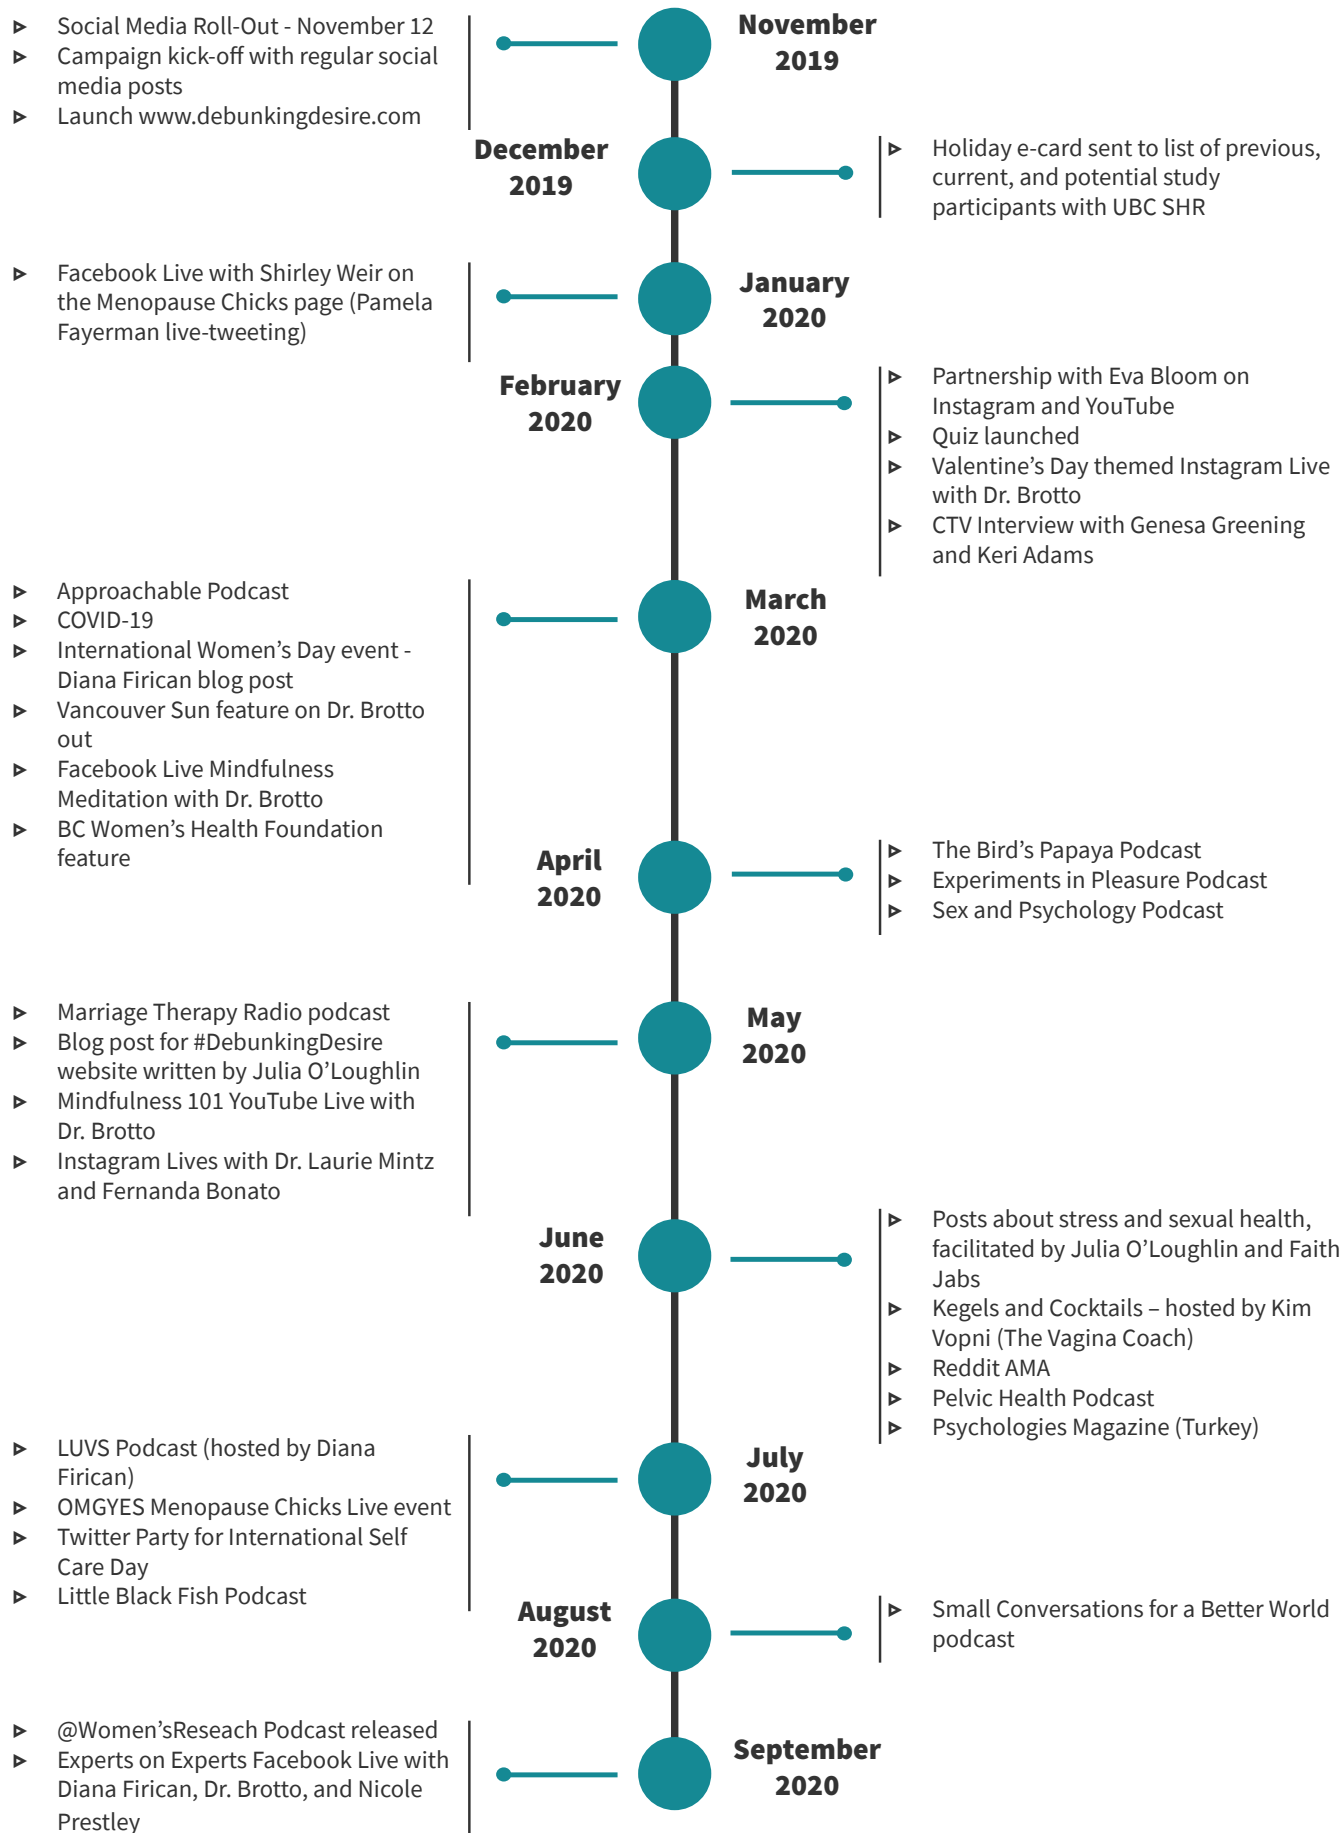 November
2019
▹ Social Media Roll-Out - November 12
▹ Campaign kick-off with regular social
media posts
▹ Launch www.debunkingdesire.com
December
2019
▹ Holiday e-card sent to list of previous,
current, and potential study
participants with UBC SHR
January
2020
▹ Facebook Live with Shirley Weir on
the Menopause Chicks page (Pamela
Fayerman live-tweeting)
February
2020
▹ Partnership with Eva Bloom on
Instagram and YouTube
▹ Quiz launched
▹ Valentine’s Day themed Instagram Live
with Dr. Brotto
▹ CTV Interview with Genesa Greening
and Keri Adams
March
2020
▹ Approachable Podcast
▹ COVID-19
▹ International Women’s Day event -
Diana Firican blog post
▹ Vancouver Sun feature on Dr. Brotto
out
▹ Facebook Live Mindfulness
Meditation with Dr. Brotto
▹ BC Women’s Health Foundation
feature
April
2020
▹ The Bird’s Papaya Podcast
▹ Experiments in Pleasure Podcast
▹ Sex and Psychology Podcast
May
2020
▹ Marriage Therapy Radio podcast
▹ Blog post for #DebunkingDesire
website written by Julia O’Loughlin
▹ Mindfulness 101 YouTube Live with
Dr. Brotto
▹ Instagram Lives with Dr. Laurie Mintz
and Fernanda Bonato
June
2020
▹ Posts about stress and sexual health,
facilitated by Julia O’Loughlin and Faith
Jabs
▹ Kegels and Cocktails – hosted by Kim
Vopni (The Vagina Coach)
▹ Reddit AMA
▹ Pelvic Health Podcast
▹ Psychologies Magazine (Turkey)
July
2020
▹ LUVS Podcast (hosted by Diana
Firican)
▹ OMGYES Menopause Chicks Live event
▹ Twitter Party for International Self
Care Day
▹ Little Black Fish Podcast
August
2020
▹ Small Conversations for a Better World
podcast
September
2020
▹ @Women’sReseach Podcast released
▹ Experts on Experts Facebook Live with
Diana Firican, Dr. Brotto, and Nicole
Prestley